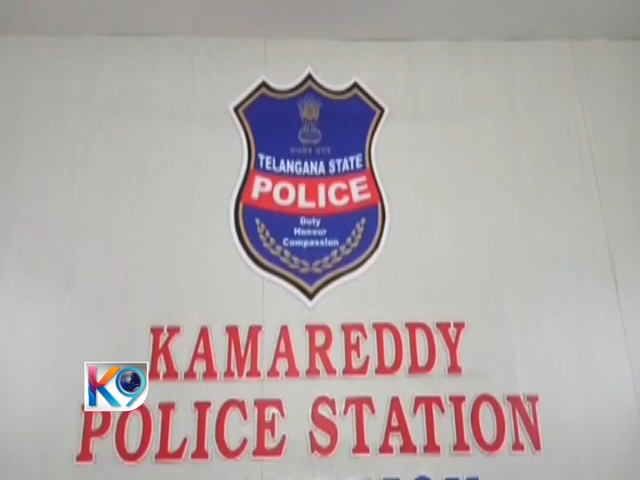 TELANGANA STATE
POLICE
Duty
Honour
Compassion
KAMAREDDY
K9
POLICE STATION